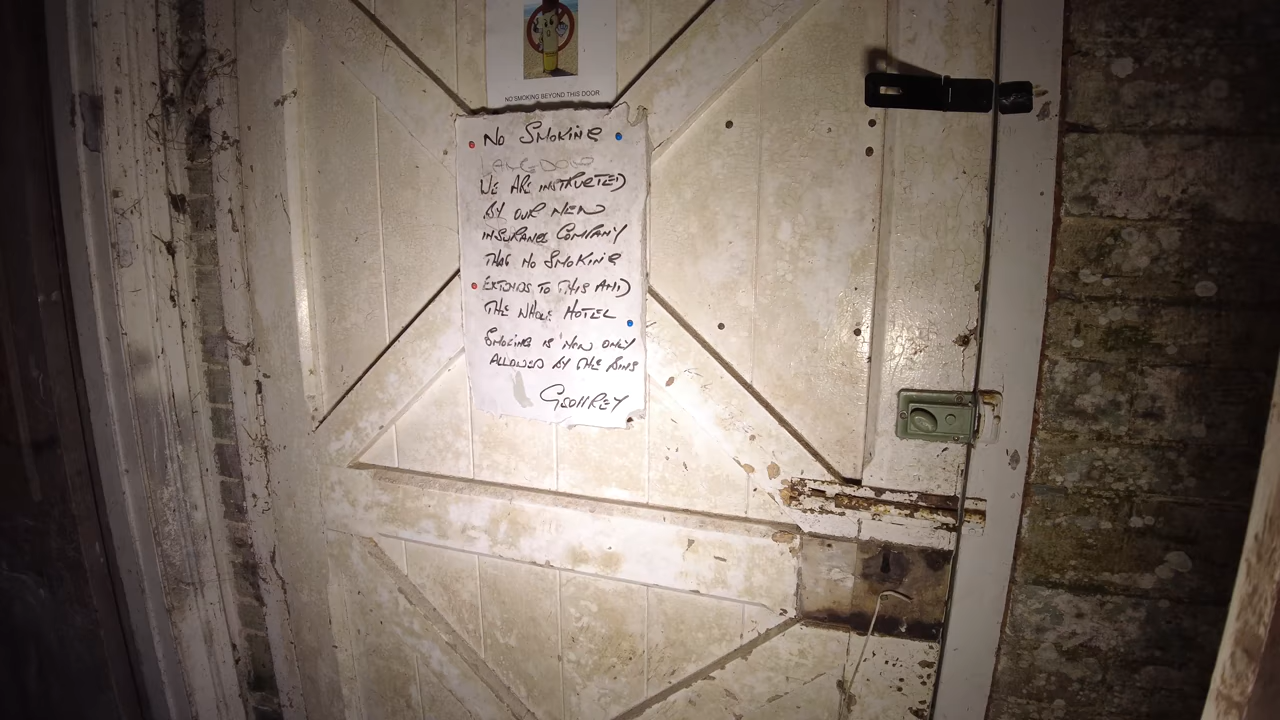 NO SMOKING BEYOND THIS DOOR
NO SMOKING
WE ARE INSTRUCTED
BY OUR NEW
INSURANCE COMPANY
THAT NO SMOKING
EXTENDS TO THIS AND
THE WHOLE HOTEL
SMOKING IS NOW ONLY
ALLOWED BY THE BINS
GEOFFREY